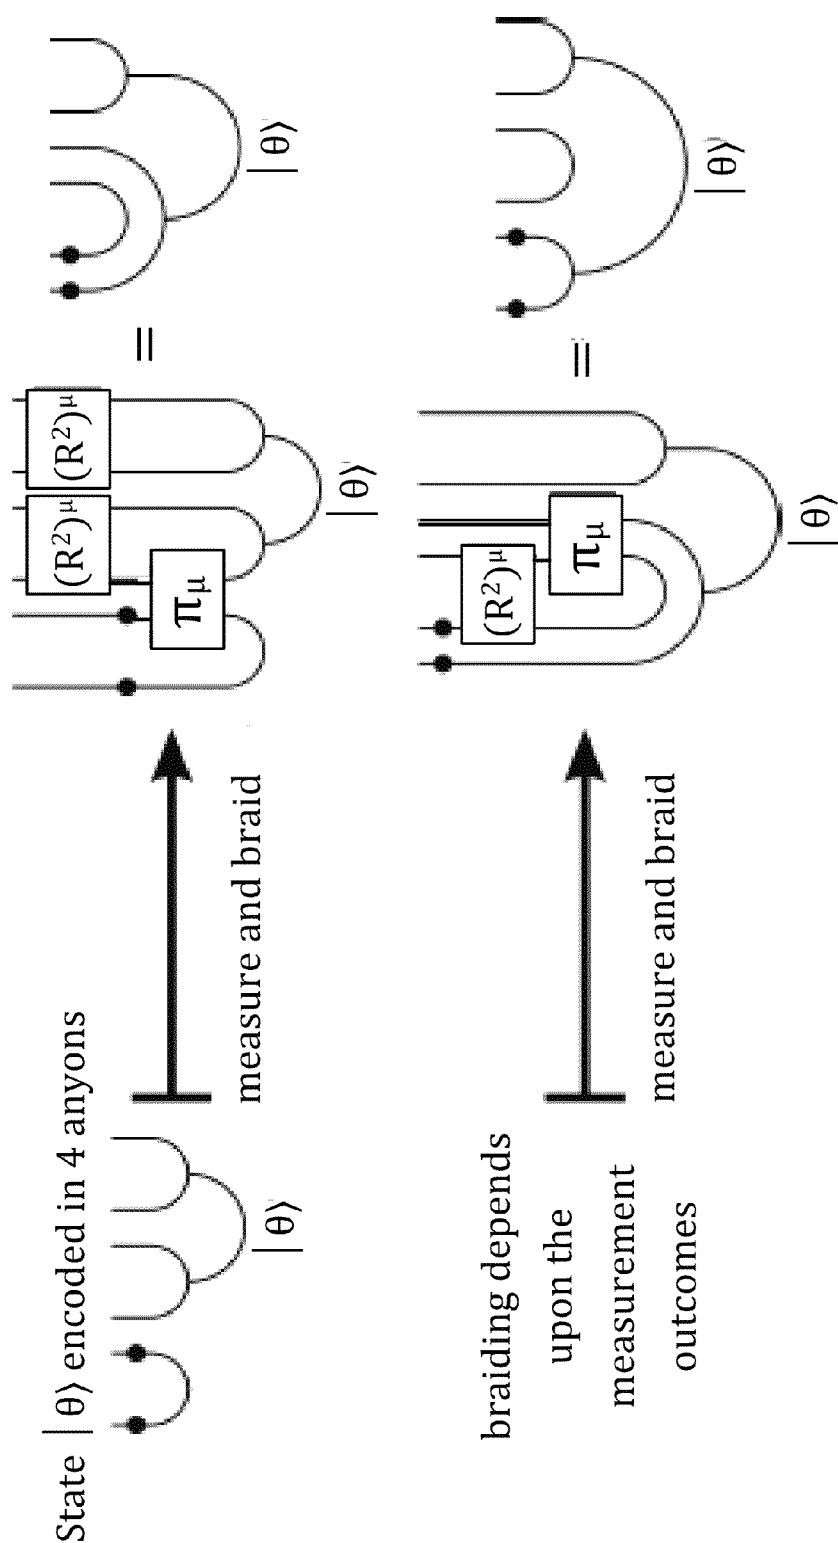 State |θ⟩ encoded in 4 anyons
|θ⟩
measure and braid
(R²)^μ
(R²)^μ
π_μ
|θ⟩
=
|θ⟩
braiding depends
upon the
measurement
outcomes
measure and braid
(R²)^μ
π_μ
|θ⟩
=
|θ⟩